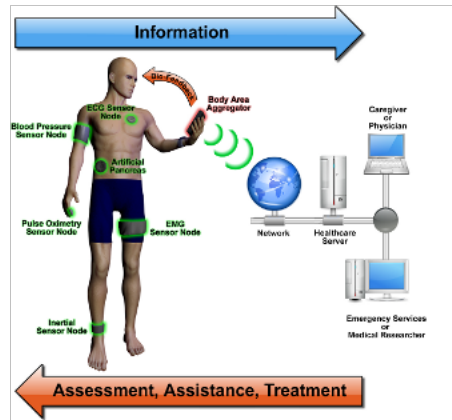 Information
Bio-Feedback
ECG Sensor
Node
Body Area
Aggregator
Blood Pressure
Sensor Node
Artificial
Pancreas
Pulse Oximetry
Sensor Node
EMG
Sensor Node
Inertial
Sensor Node
Caregiver
or
Physician
Network
Healthcare
Server
Emergency Services
or
Medical Researcher
Assessment, Assistance, Treatment